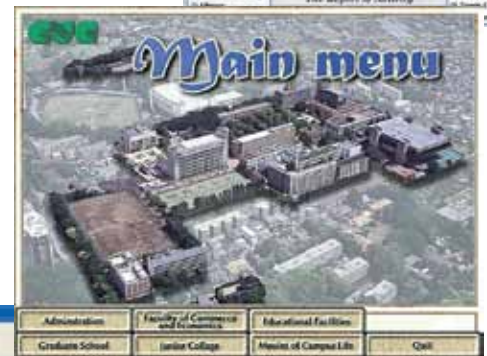 CUC
Main menu
Administration
Faculty of Commerce
and Economics
Educational Facilities
Graduate School
Junior College
Movies of Campus Life
Quit